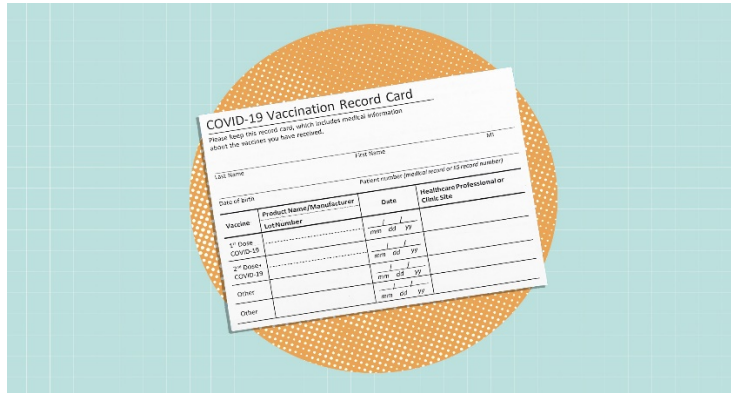 COVID-19 Vaccination Record Card
Please keep this record card, which includes medical information
about the vaccines you have received.
Last Name First Name MI
Date of birth Patient number (medical record or IIS record number)
Vaccine Product Name/Manufacturer Date Healthcare Professional or
Lot Number Clinic Site
1st Dose
COVID-19
/ /
mm dd yy
2nd Dose
COVID-19
/ /
mm dd yy
Other
/ /
mm dd yy
Other
/ /
mm dd yy